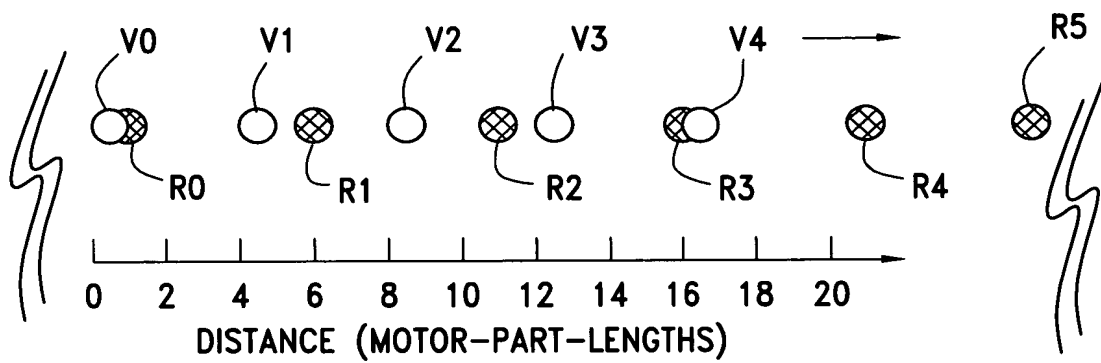 V0 V1 V2 V3 V4 R5
R0 R1 R2 R3 R4
0 2 4 6 8 10 12 14 16 18 20
DISTANCE (MOTOR-PART-LENGTHS)